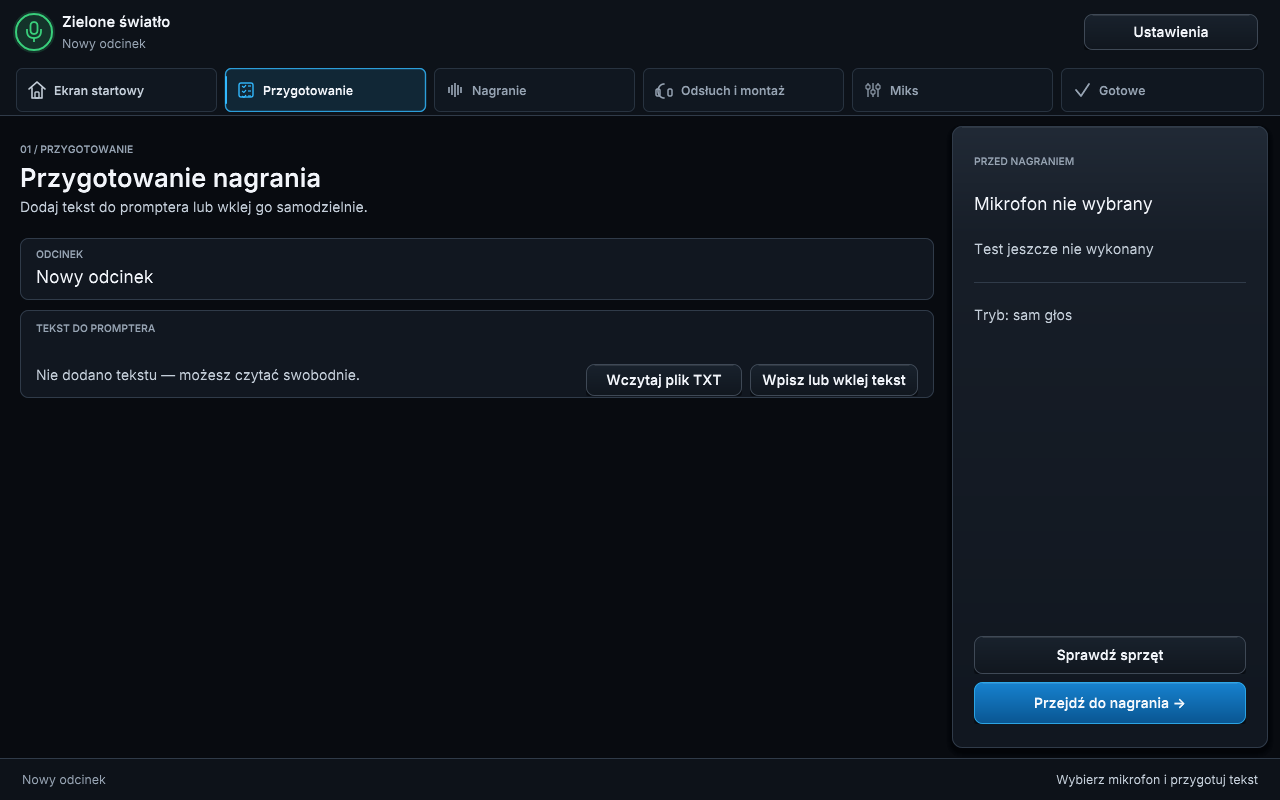 Zielone światło
Nowy odcinek
Ustawienia
Ekran startowy
Przygotowanie
Nagranie
Odsłuch i montaż
Miks
Gotowe
01 / PRZYGOTOWANIE
Przygotowanie nagrania
Dodaj tekst do promptera lub wklej go samodzielnie.
ODCINEK
Nowy odcinek
TEKST DO PROMPTERA
Nie dodano tekstu — możesz czytać swobodnie.
Wczytaj plik TXT
Wpisz lub wklej tekst
PRZED NAGRANIEM
Mikrofon nie wybrany
Test jeszcze nie wykonany
Tryb: sam głos
Sprawdź sprzęt
Przejdź do nagrania →
Nowy odcinek
Wybierz mikrofon i przygotuj tekst